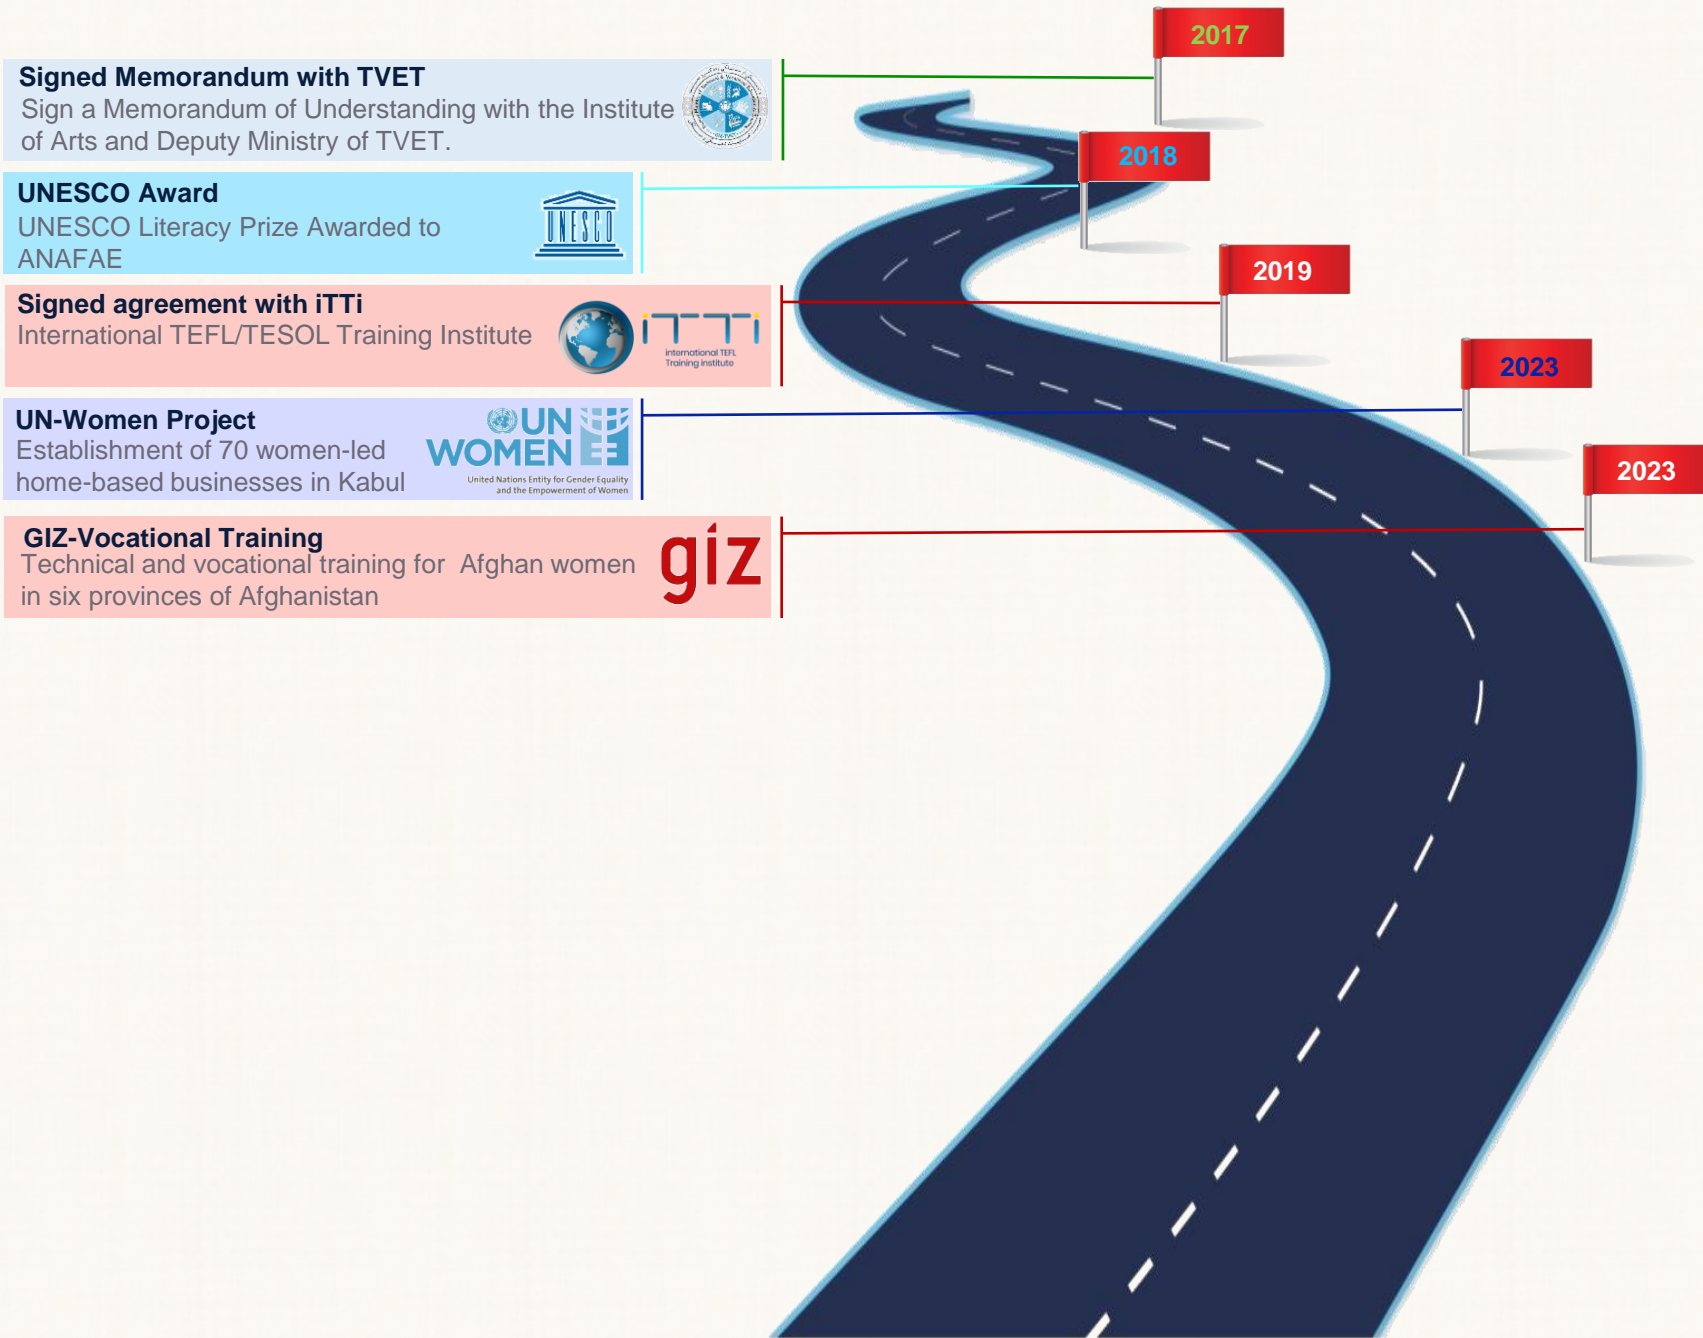 2017
Signed Memorandum with TVET
Sign a Memorandum of Understanding with the Institute
of Arts and Deputy Ministry of TVET.
2018
UNESCO Award
UNESCO Literacy Prize Awarded to
ANAFAE
UNESCO
2019
Signed agreement with iTTi
International TEFL/TESOL Training Institute
iTTi
international TEFL
Training institute
2023
UN-Women Project
Establishment of 70 women-led
home-based businesses in Kabul
UN
WOMEN
United Nations Entity for Gender Equality
and the Empowerment of Women
2023
GIZ-Vocational Training
Technical and vocational training for Afghan women
in six provinces of Afghanistan
giz